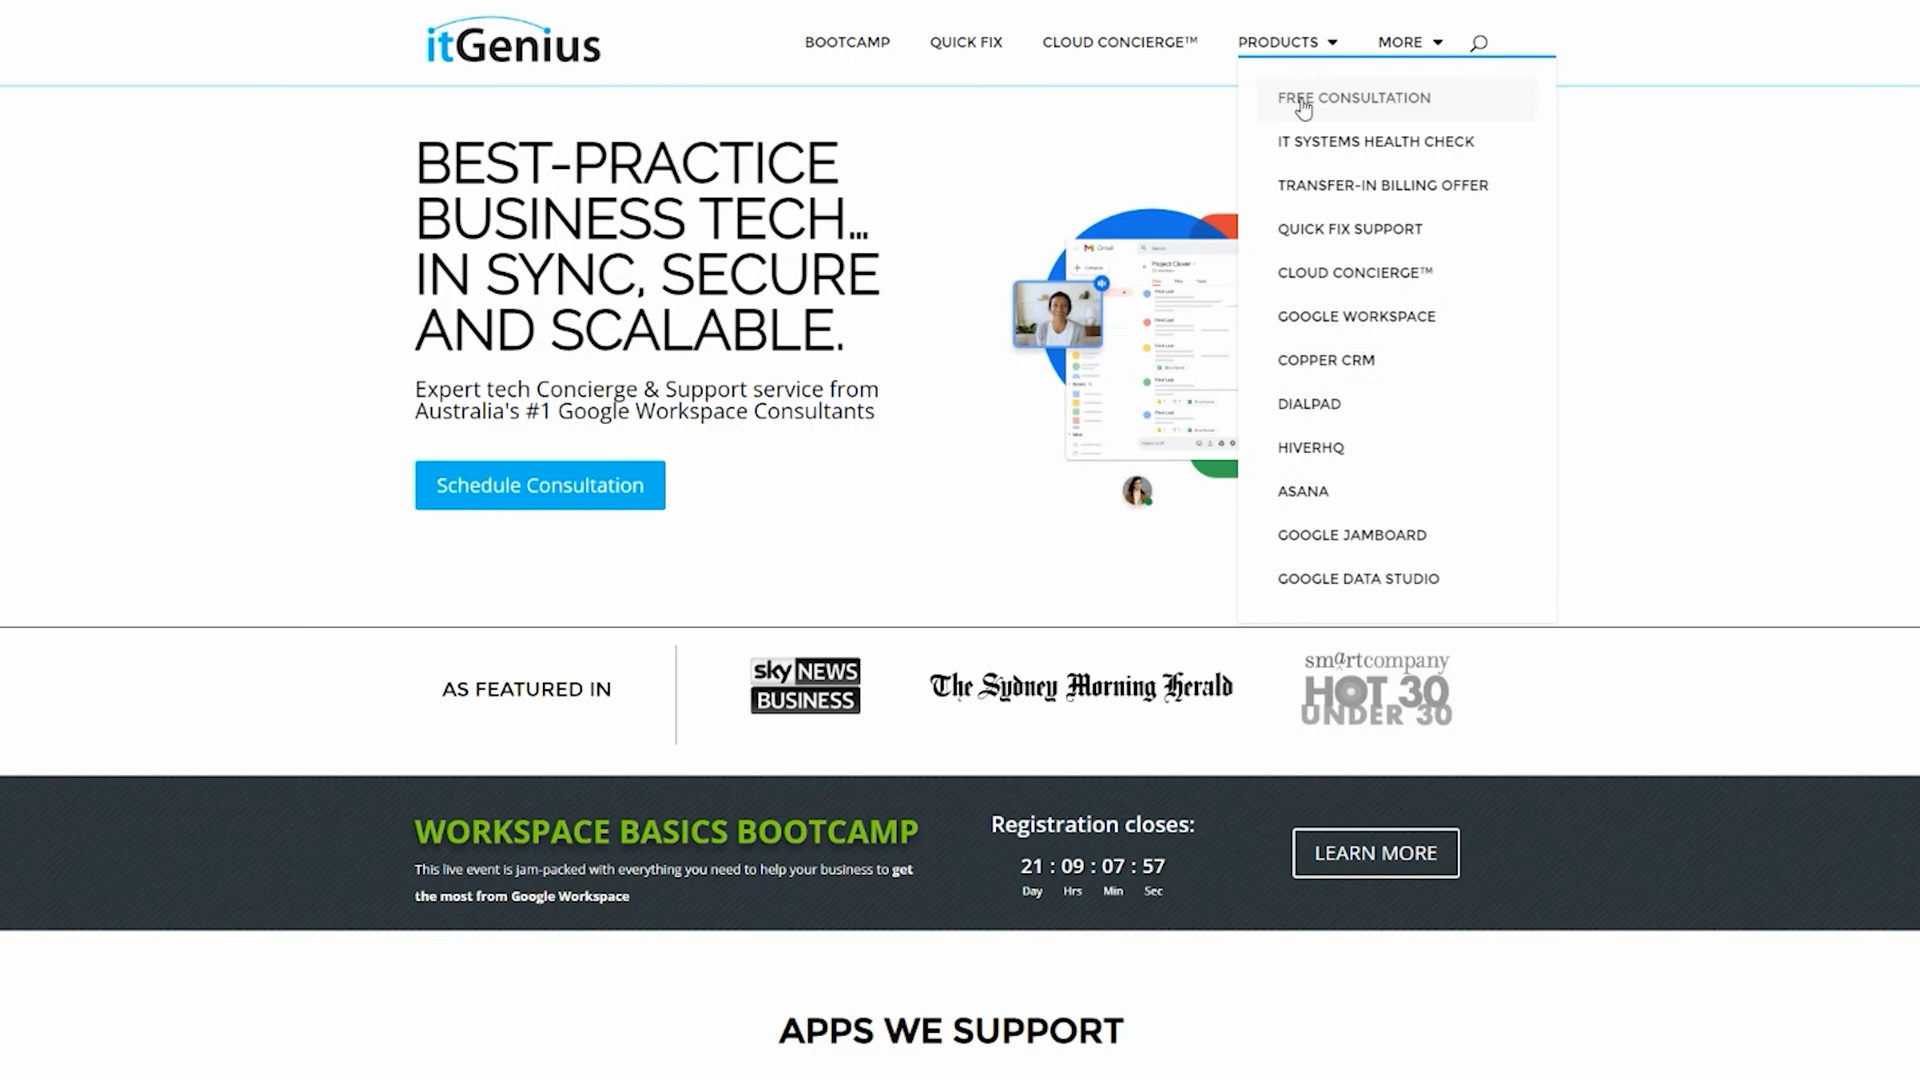 itGenius
BOOTCAMP
QUICK FIX
CLOUD CONCIERGE™
PRODUCTS
MORE
FREE CONSULTATION
IT SYSTEMS HEALTH CHECK
TRANSFER-IN BILLING OFFER
QUICK FIX SUPPORT
CLOUD CONCIERGE™
GOOGLE WORKSPACE
COPPER CRM
DIALPAD
HIVERHQ
ASANA
GOOGLE JAMBOARD
GOOGLE DATA STUDIO
BEST-PRACTICE
BUSINESS TECH...
IN SYNC, SECURE
AND SCALABLE.
Expert tech Concierge & Support service from
Australia's #1 Google Workspace Consultants
Schedule Consultation
Gmail
Search
Compose
Project Clover
AS FEATURED IN
sky NEWS
BUSINESS
The Sydney Morning Herald
smartcompany
HOT 30
UNDER 30
WORKSPACE BASICS BOOTCAMP
This live event is jam-packed with everything you need to help your business to get
the most from Google Workspace
Registration closes:
21 : 09 : 07 : 57
Day Hrs Min Sec
LEARN MORE
APPS WE SUPPORT